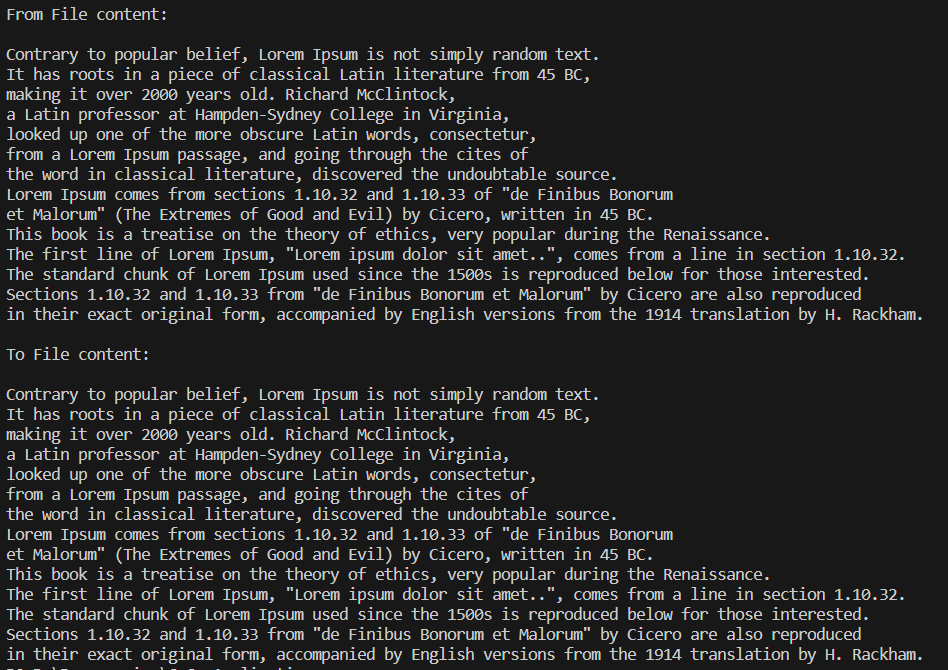 From File content:
Contrary to popular belief, Lorem Ipsum is not simply random text.
It has roots in a piece of classical Latin literature from 45 BC,
making it over 2000 years old. Richard McClintock,
a Latin professor at Hampden-Sydney College in Virginia,
looked up one of the more obscure Latin words, consectetur,
from a Lorem Ipsum passage, and going through the cites of
the word in classical literature, discovered the undoubtable source.
Lorem Ipsum comes from sections 1.10.32 and 1.10.33 of "de Finibus Bonorum
et Malorum" (The Extremes of Good and Evil) by Cicero, written in 45 BC.
This book is a treatise on the theory of ethics, very popular during the Renaissance.
The first line of Lorem Ipsum, "Lorem ipsum dolor sit amet..", comes from a line in section 1.10.32.
The standard chunk of Lorem Ipsum used since the 1500s is reproduced below for those interested.
Sections 1.10.32 and 1.10.33 from "de Finibus Bonorum et Malorum" by Cicero are also reproduced
in their exact original form, accompanied by English versions from the 1914 translation by H. Rackham.
To File content:
Contrary to popular belief, Lorem Ipsum is not simply random text.
It has roots in a piece of classical Latin literature from 45 BC,
making it over 2000 years old. Richard McClintock,
a Latin professor at Hampden-Sydney College in Virginia,
looked up one of the more obscure Latin words, consectetur,
from a Lorem Ipsum passage, and going through the cites of
the word in classical literature, discovered the undoubtable source.
Lorem Ipsum comes from sections 1.10.32 and 1.10.33 of "de Finibus Bonorum
et Malorum" (The Extremes of Good and Evil) by Cicero, written in 45 BC.
This book is a treatise on the theory of ethics, very popular during the Renaissance.
The first line of Lorem Ipsum, "Lorem ipsum dolor sit amet..", comes from a line in section 1.10.32.
The standard chunk of Lorem Ipsum used since the 1500s is reproduced below for those interested.
Sections 1.10.32 and 1.10.33 from "de Finibus Bonorum et Malorum" by Cicero are also reproduced
in their exact original form, accompanied by English versions from the 1914 translation by H. Rackham.